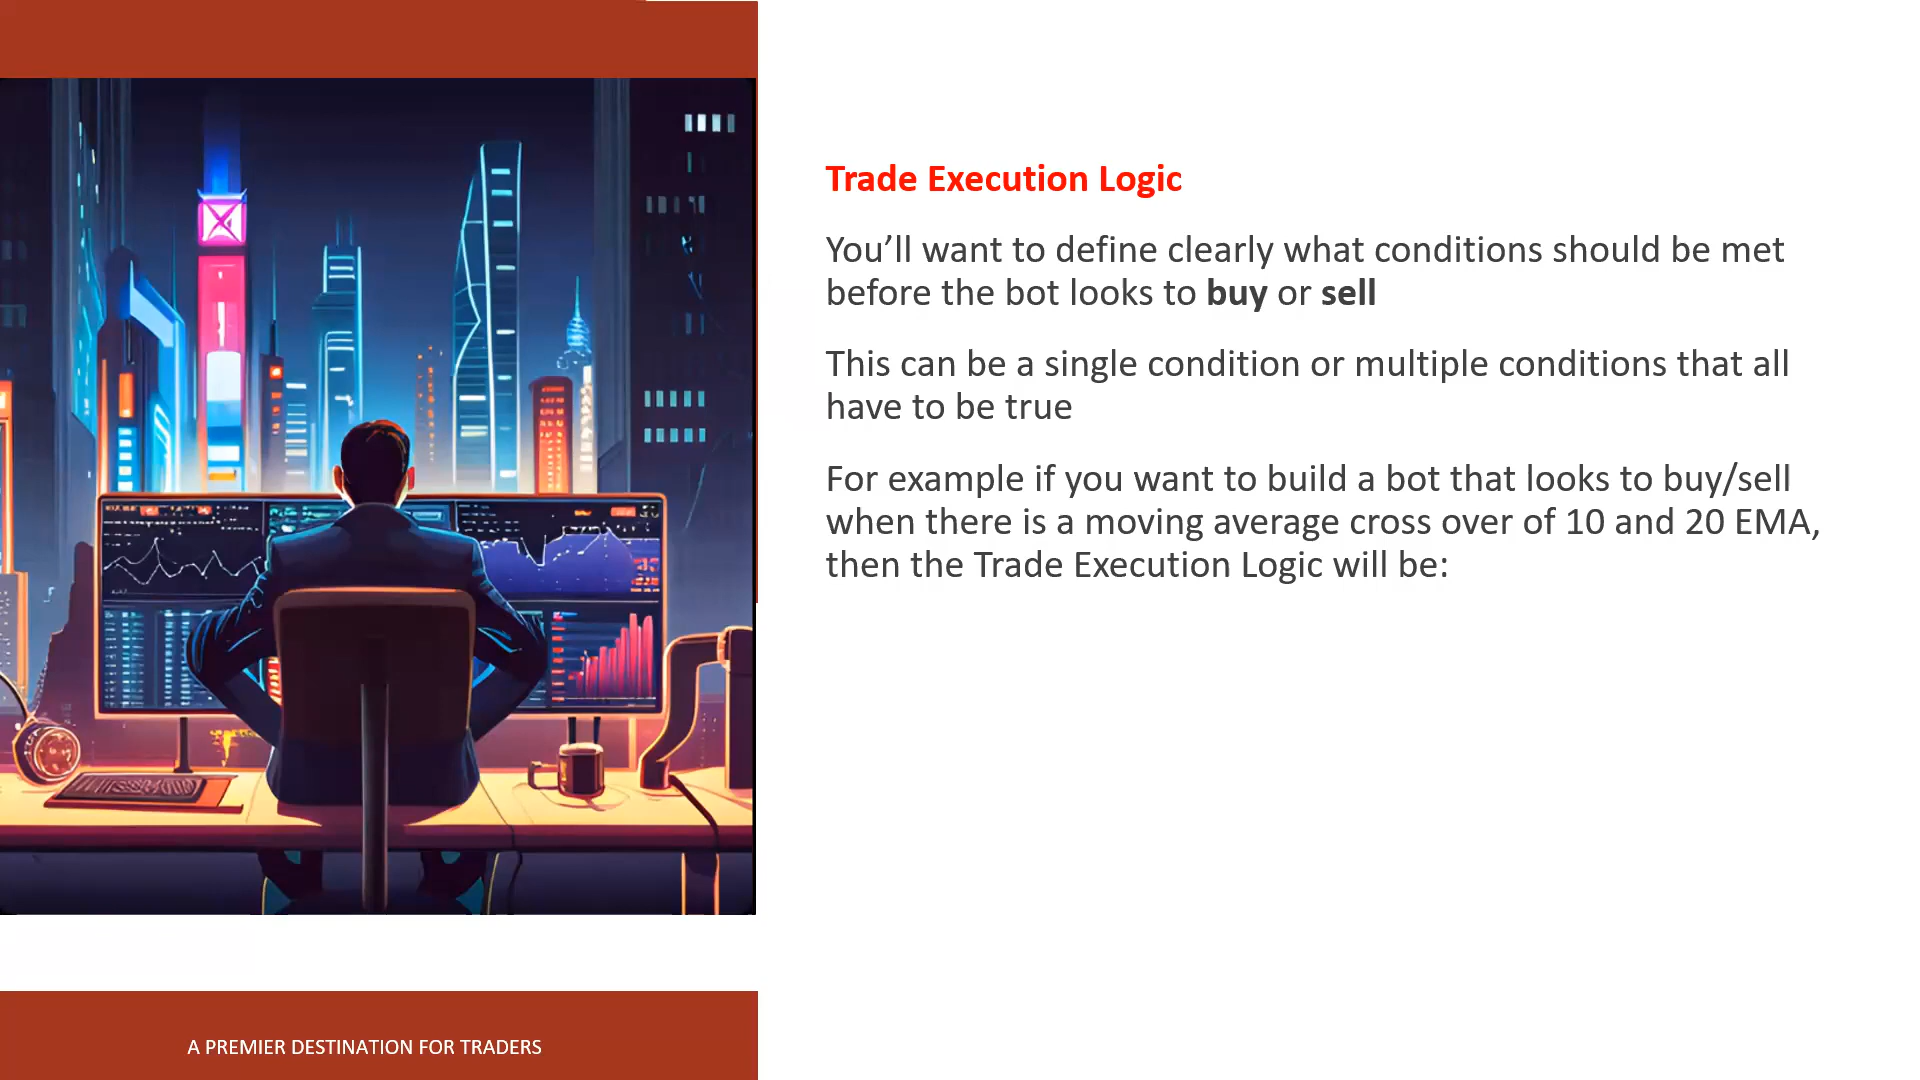 Trade Execution Logic
You’ll want to define clearly what conditions should be met
before the bot looks to buy or sell
This can be a single condition or multiple conditions that all
have to be true
For example if you want to build a bot that looks to buy/sell
when there is a moving average cross over of 10 and 20 EMA,
then the Trade Execution Logic will be:
A PREMIER DESTINATION FOR TRADERS